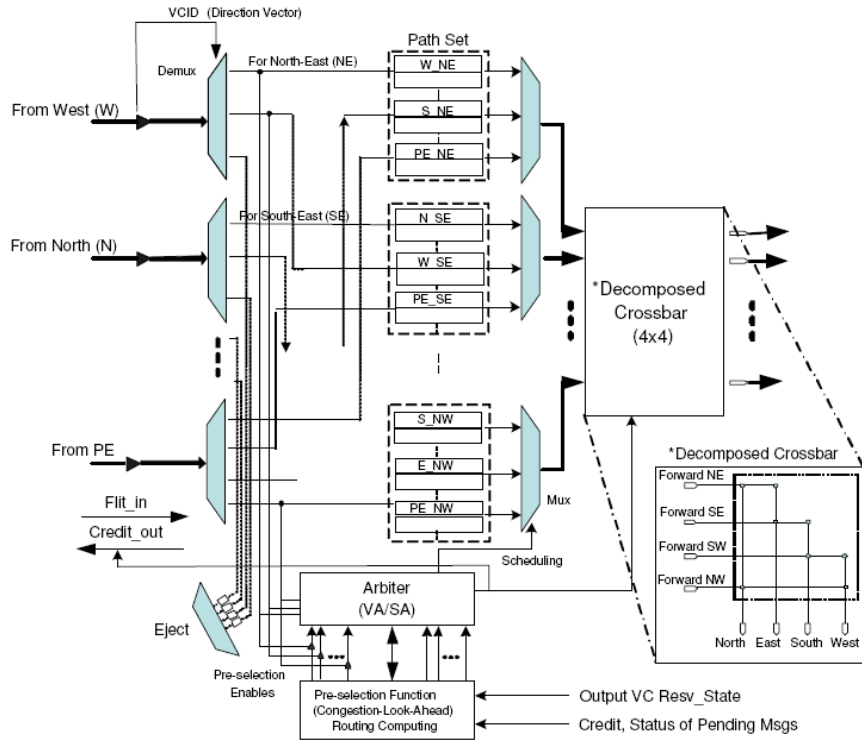 VCID (Direction Vector)
Demux
For North-East (NE)
Path Set
W_NE
S_NE
PE_NE
From West (W)
For South-East (SE)
N_SE
W_SE
PE_SE
From North (N)
*Decomposed
Crossbar
(4x4)
From PE
S_NW
E_NW
PE_NW
Mux
Flit_in
Credit_out
Scheduling
Arbiter
(VA/SA)
Eject
Pre-selection
Enables
Pre-selection Function
(Congestion-Look-Ahead)
Routing Computing
Output VC Resv_State
Credit, Status of Pending Msgs
*Decomposed Crossbar
Forward NE
Forward SE
Forward SW
Forward NW
North East South West